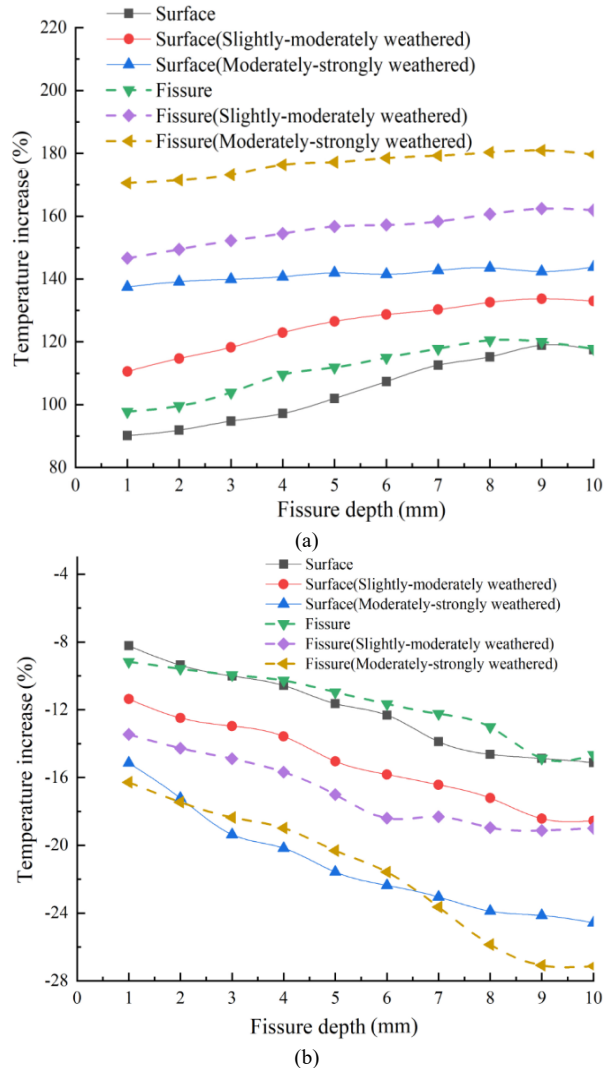 220
200
180
160
140
120
100
80
Temperature increase (%)
Surface
Surface(Slightly-moderately weathered)
Surface(Moderately-strongly weathered)
Fissure
Fissure(Slightly-moderately weathered)
Fissure(Moderately-strongly weathered)
0 1 2 3 4 5 6 7 8 9 10
Fissure depth (mm)
(a)
-4
-8
-12
-16
-20
-24
-28
Temperature increase (%)
Surface
Surface(Slightly-moderately weathered)
Surface(Moderately-strongly weathered)
Fissure
Fissure(Slightly-moderately weathered)
Fissure(Moderately-strongly weathered)
0 1 2 3 4 5 6 7 8 9 10
Fissure depth (mm)
(b)